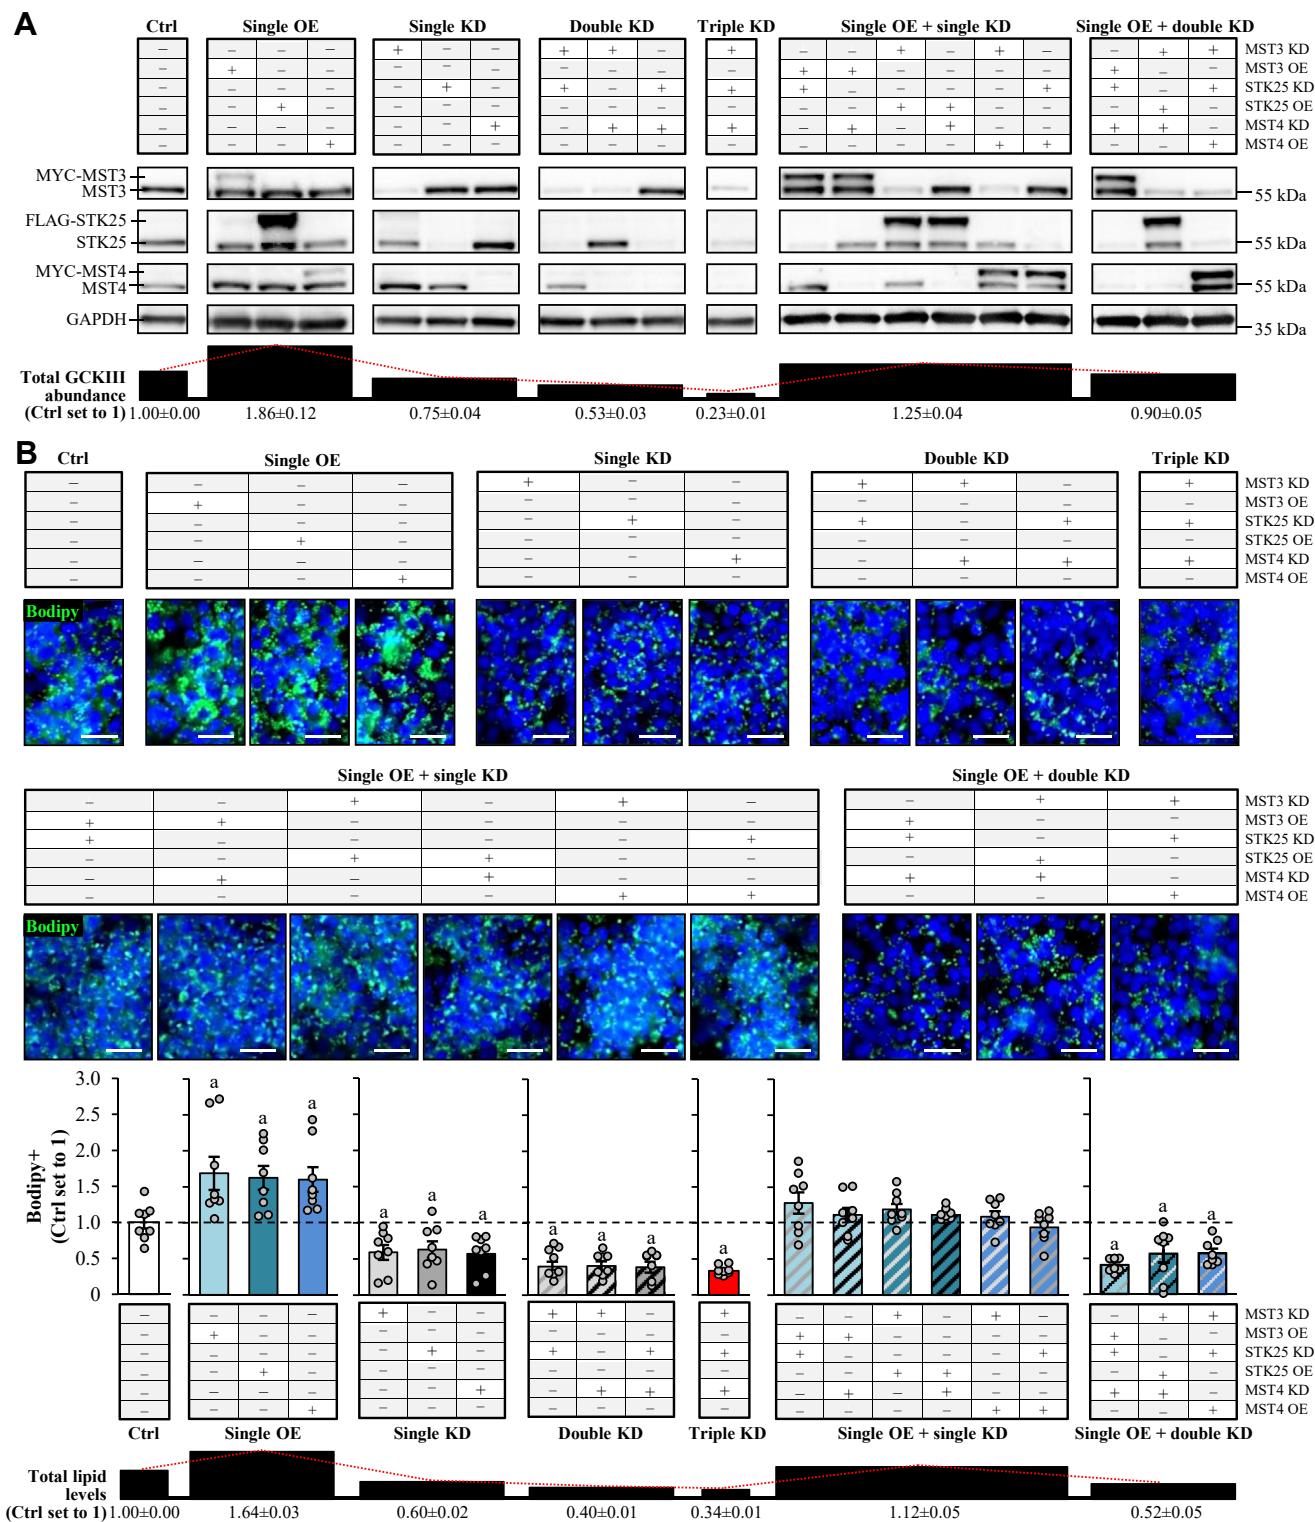 A
Ctrl Single OE Single KD Double KD Triple KD Single OE + single KD Single OE + double KD
– – – – + – – + + – + – – + – + – – + + MST3 KD
– + – – – – – – – – – + + – – – – + – – MST3 OE
– – – – – + – + – + + + – – – – + + – + STK25 KD
– – + – – – – – – – – – – + + – – – + – STK25 OE
– – – – – – + – + + + – + – + – – + + – MST4 KD
– – – + – – – – – – – – – – – + + – – + MST4 OE
MYC-MST3
MST3
55 kDa
FLAG-STK25
STK25
55 kDa
MYC-MST4
MST4
55 kDa
GAPDH
35 kDa
Total GCKIII
abundance
(Ctrl set to 1) 1.00±0.00 1.86±0.12 0.75±0.04 0.53±0.03 0.23±0.01 1.25±0.04 0.90±0.05
B
Ctrl Single OE Single KD Double KD Triple KD
– – – – + – – + + – + MST3 KD
– + – – – – – – – – – MST3 OE
– – – – – + – + – + + STK25 KD
– – + – – – – – – – – STK25 OE
– – – – – – + – + + + MST4 KD
– – – + – – – – – – – MST4 OE
Bodipy
Single OE + single KD Single OE + double KD
– – + – + – – + + MST3 KD
+ + – – – – + – – MST3 OE
+ – – – – + + – + STK25 KD
– – + + – – – + – STK25 OE
– + – + – – + + – MST4 KD
– – – – + + – – + MST4 OE
Bodipy
Bodipy+
(Ctrl set to 1)
3.0
2.5
2.0
1.5
1.0
0.5
0
a a a a a a a a a a a a a
– – – – + – – + + – + – – + – + – – + + MST3 KD
– + – – – – – – – – – + + – – – – + – – MST3 OE
– – – – – + – + – + + + – – – – + + – + STK25 KD
– – + – – – – – – – – – – + + – – – + – STK25 OE
– – – – – – + – + + + – + – + – – + + – MST4 KD
– – – + – – – – – – – – – – – + + – – + MST4 OE
Ctrl Single OE Single KD Double KD Triple KD Single OE + single KD Single OE + double KD
Total lipid
levels
(Ctrl set to 1) 1.00±0.00 1.64±0.03 0.60±0.02 0.40±0.01 0.34±0.01 1.12±0.05 0.52±0.05